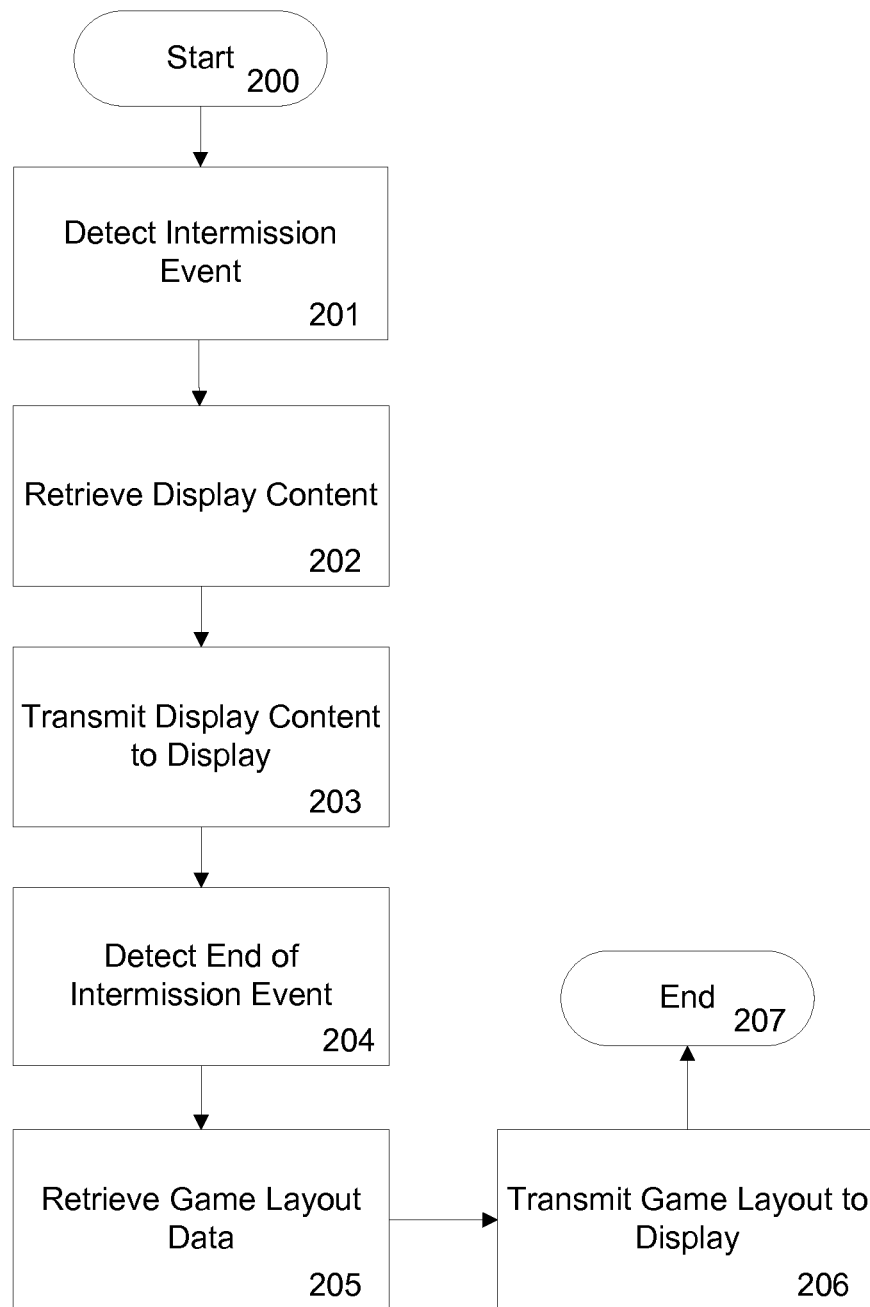 Start
200
Detect Intermission
Event
201
Retrieve Display Content
202
Transmit Display Content
to Display
203
Detect End of
Intermission Event
204
Retrieve Game Layout
Data
205
Transmit Game Layout to
Display
206
End
207